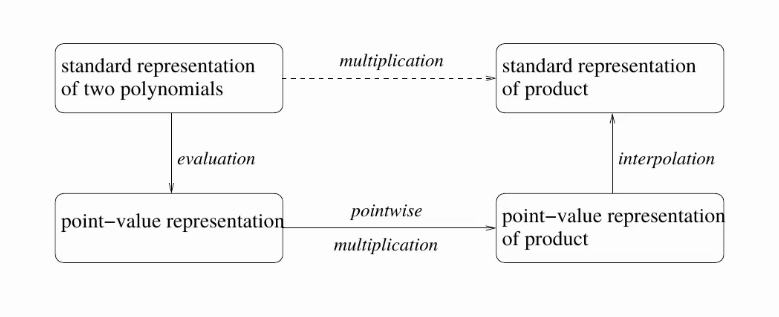 standard representation
of two polynomials
multiplication
standard representation
of product
evaluation
interpolation
point−value representation
pointwise
multiplication
point−value representation
of product